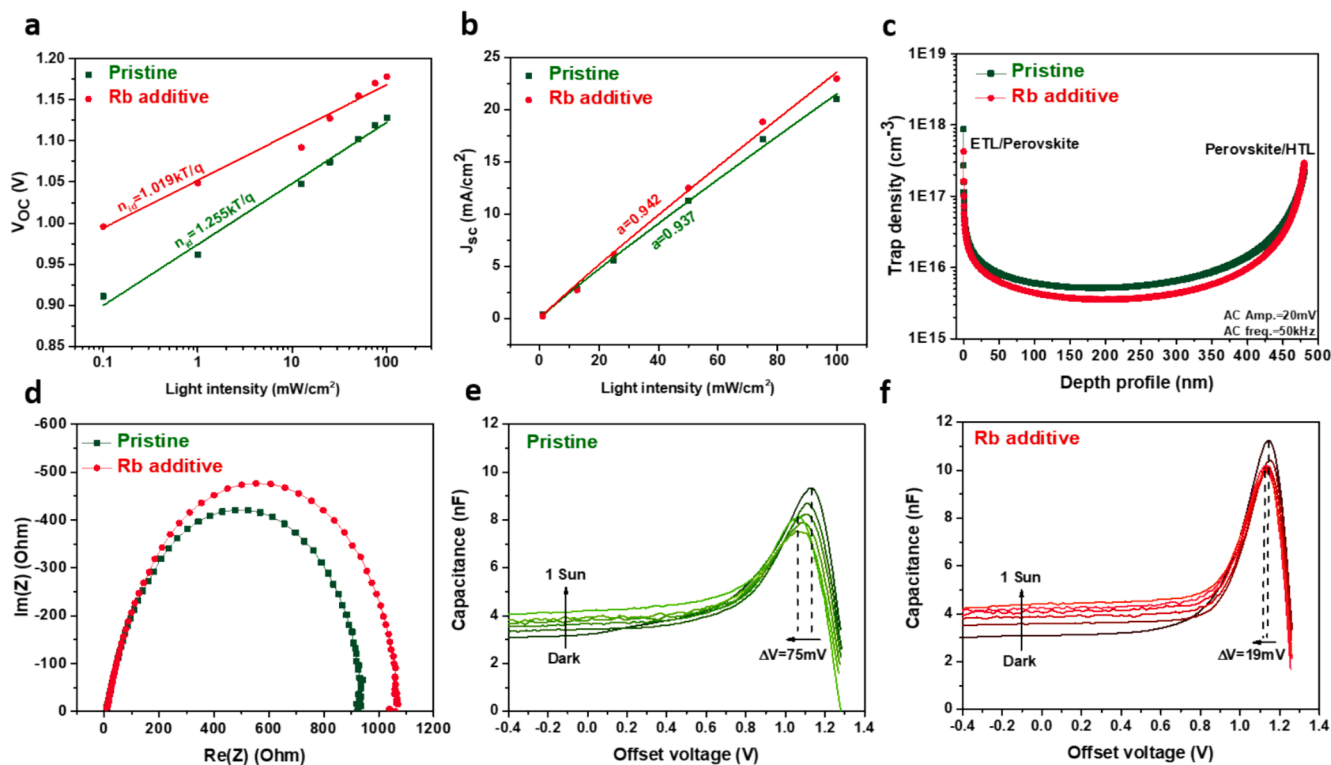 a
1.20
1.15
1.10
1.05
1.00
0.95
0.90
0.85
V_OC (V)
Pristine
Rb additive
n_id=1.019kT/q
n_id=1.255kT/q
0.1
1
10
100
Light intensity (mW/cm²)
b
25
20
15
10
5
0
J_sc (mA/cm²)
Pristine
Rb additive
a=0.942
a=0.937
0
20
40
60
80
100
Light intensity (mW/cm²)
c
1E19
1E18
1E17
1E16
1E15
Trap density (cm⁻³)
Pristine
Rb additive
ETL/Perovskite
Perovskite/HTL
AC Amp.=20mV
AC freq.=50kHz
0
50
100
150
200
250
300
350
400
450
500
Depth profile (nm)
d
-600
-500
-400
-300
-200
-100
0
Im(Z) (Ohm)
Pristine
Rb additive
0
200
400
600
800
1000
1200
Re(Z) (Ohm)
e
12
10
8
6
4
2
0
Capacitance (nF)
Pristine
1 Sun
Dark
ΔV=75mV
-0.4
-0.2
0.0
0.2
0.4
0.6
0.8
1.0
1.2
1.4
Offset voltage (V)
f
12
10
8
6
4
2
0
Capacitance (nF)
Rb additive
1 Sun
Dark
ΔV=19mV
-0.4
-0.2
0.0
0.2
0.4
0.6
0.8
1.0
1.2
1.4
Offset voltage (V)